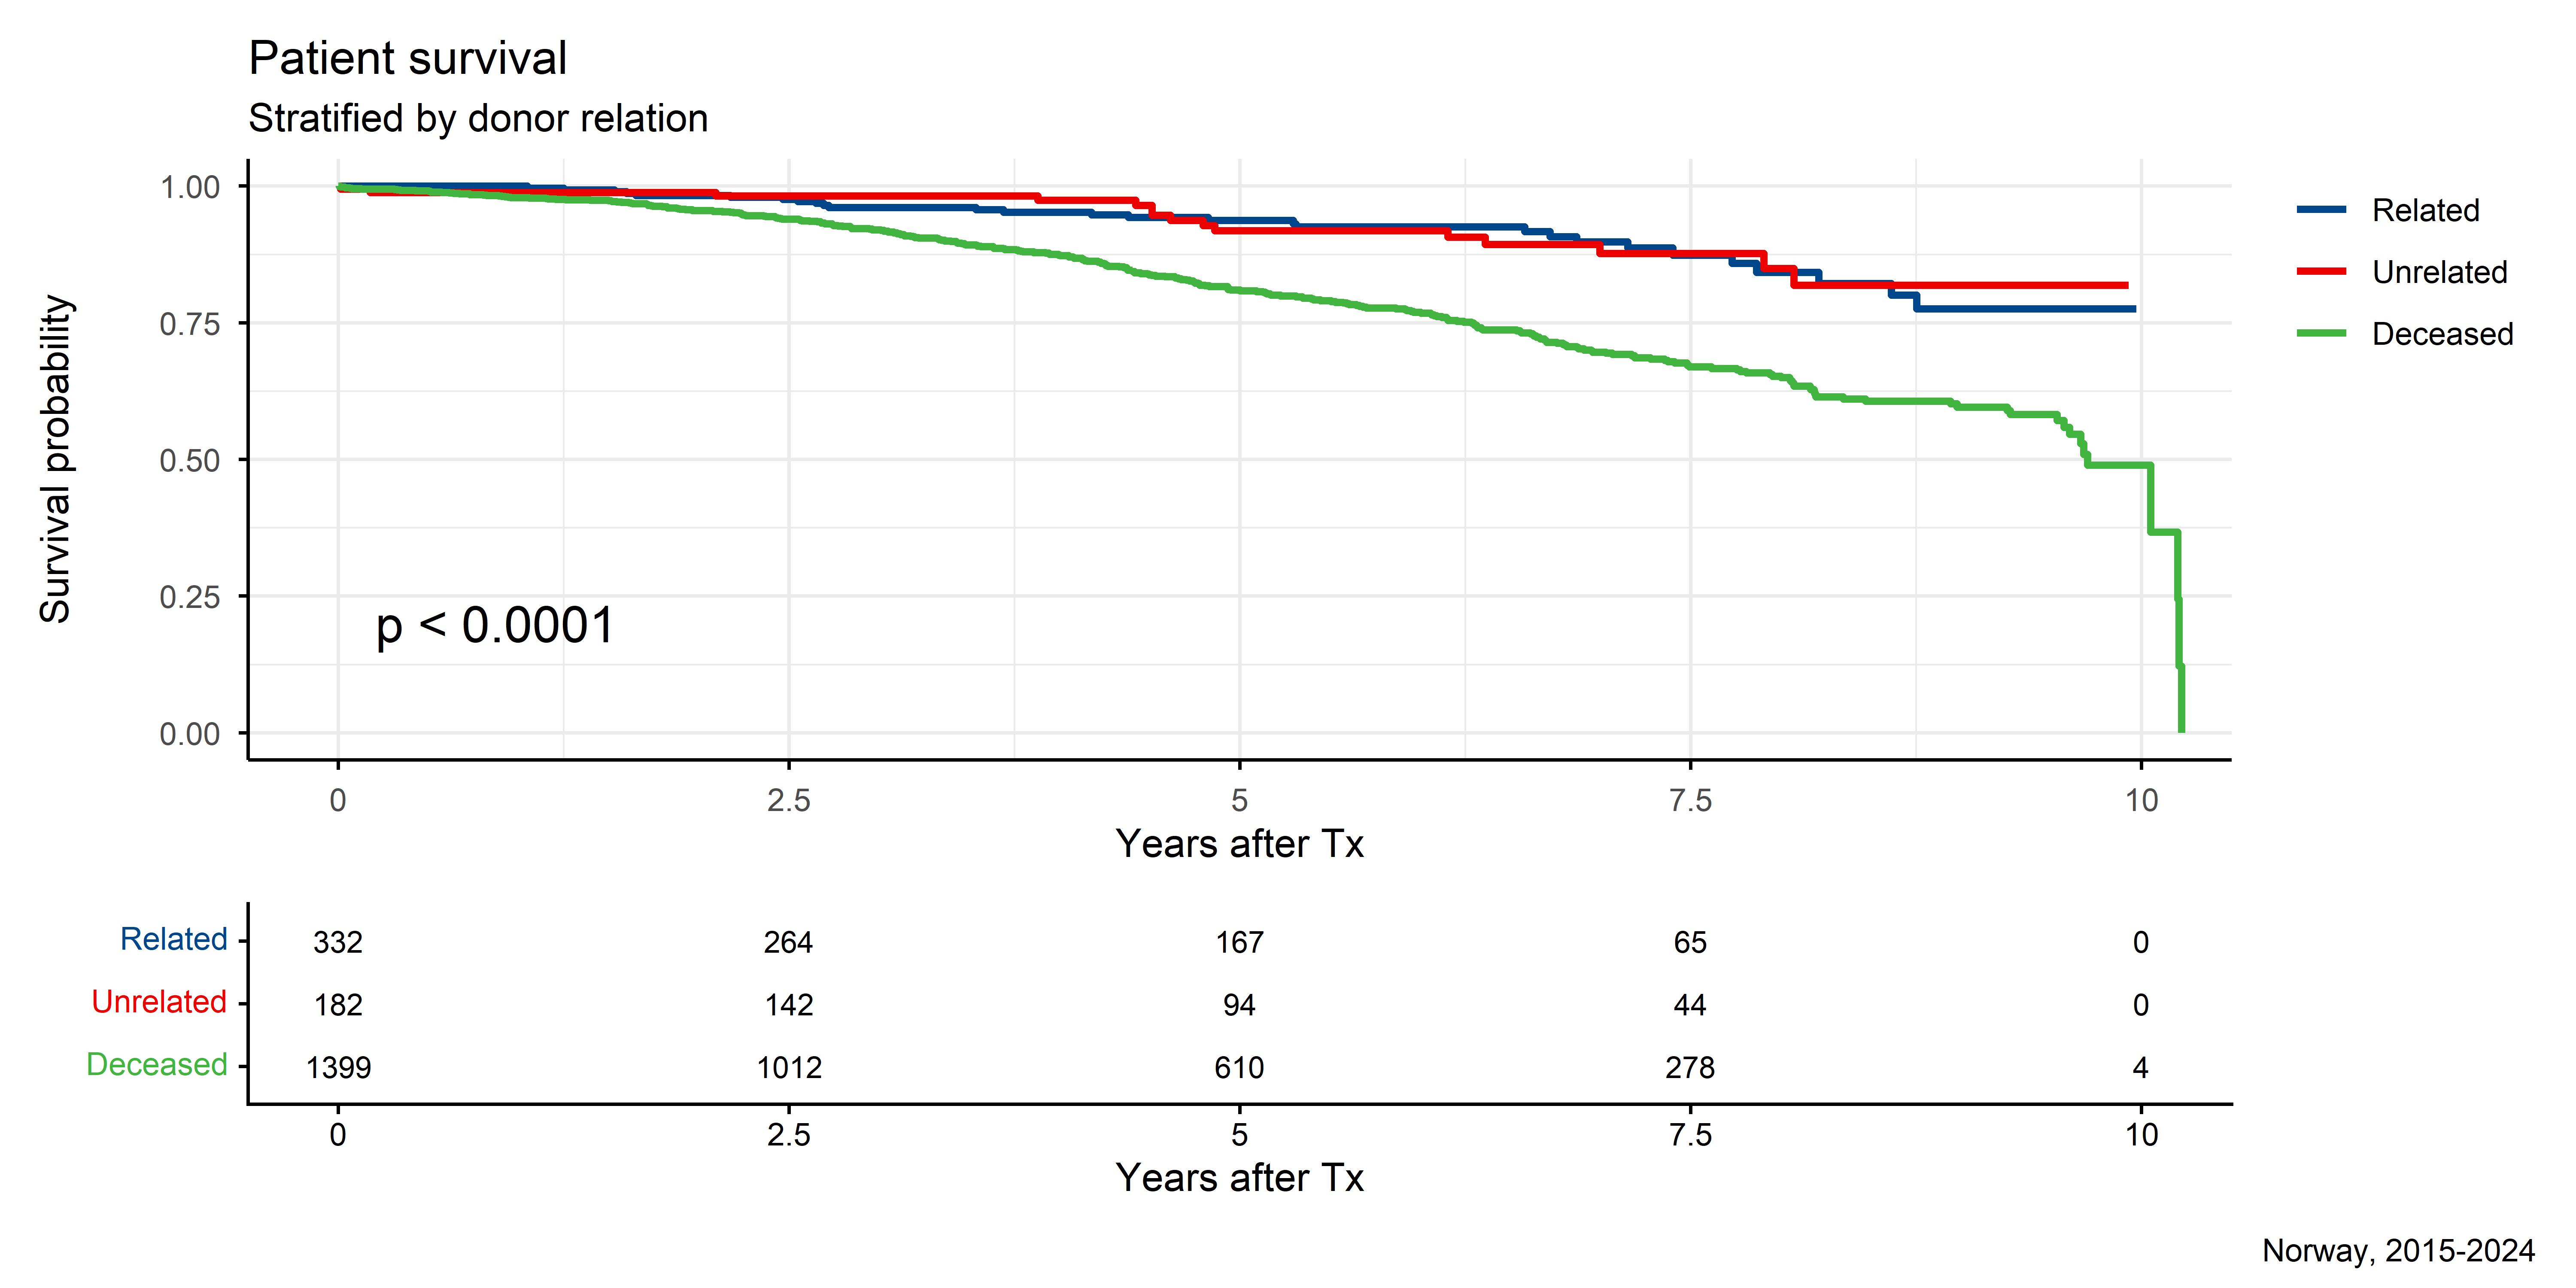 Patient survival
Stratified by donor relation
Survival probability
1.00
0.75
0.50
0.25
0.00
p < 0.0001
Related
Unrelated
Deceased
0 2.5 5 7.5 10
Years after Tx
Related 332 264 167 65 0
Unrelated 182 142 94 44 0
Deceased 1399 1012 610 278 4
0 2.5 5 7.5 10
Years after Tx
Norway, 2015-2024